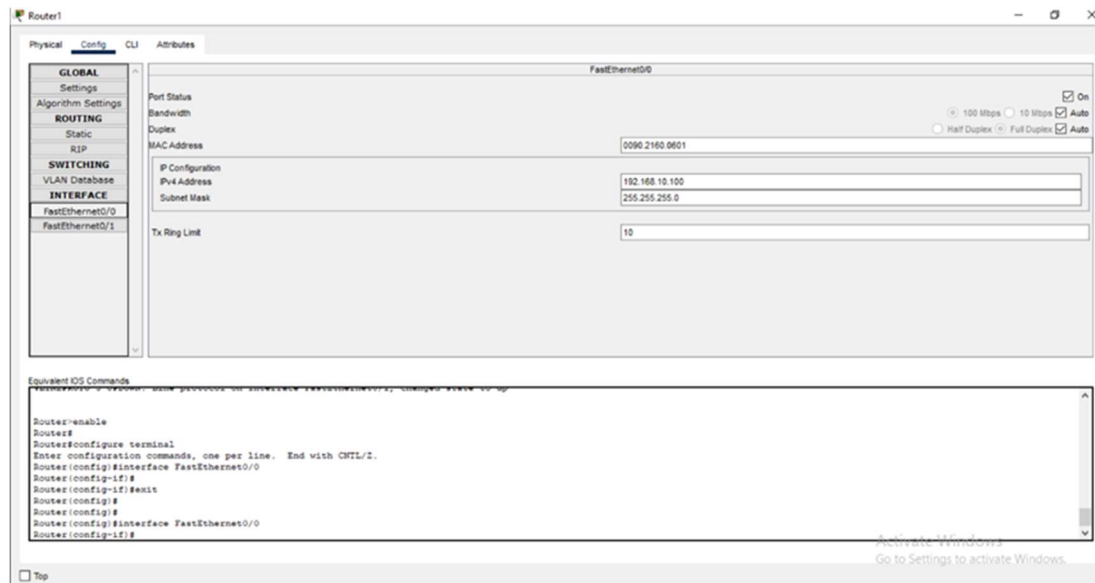 Router1
Physical Config CLI Attributes
GLOBAL
Settings
Algorithm Settings
ROUTING
Static
RIP
SWITCHING
VLAN Database
INTERFACE
FastEthernet0/0
FastEthernet0/1
FastEthernet0/0
Port Status On
Bandwidth 100 Mbps 10 Mbps Auto
Duplex Half Duplex Full Duplex Auto
MAC Address 0090.2160.0601
IP Configuration
IPv4 Address 192.168.10.100
Subnet Mask 255.255.255.0
Tx Ring Limit 10
Equivalent IOS Commands
Router>enable
Router#
Router#configure terminal
Enter configuration commands, one per line. End with CNTL/Z.
Router(config)#interface FastEthernet0/0
Router(config-if)#
Router(config-if)#exit
Router(config)#
Router(config)#
Router(config)#interface FastEthernet0/0
Router(config-if)#
Activate Windows
Go to Settings to activate Windows.
Top